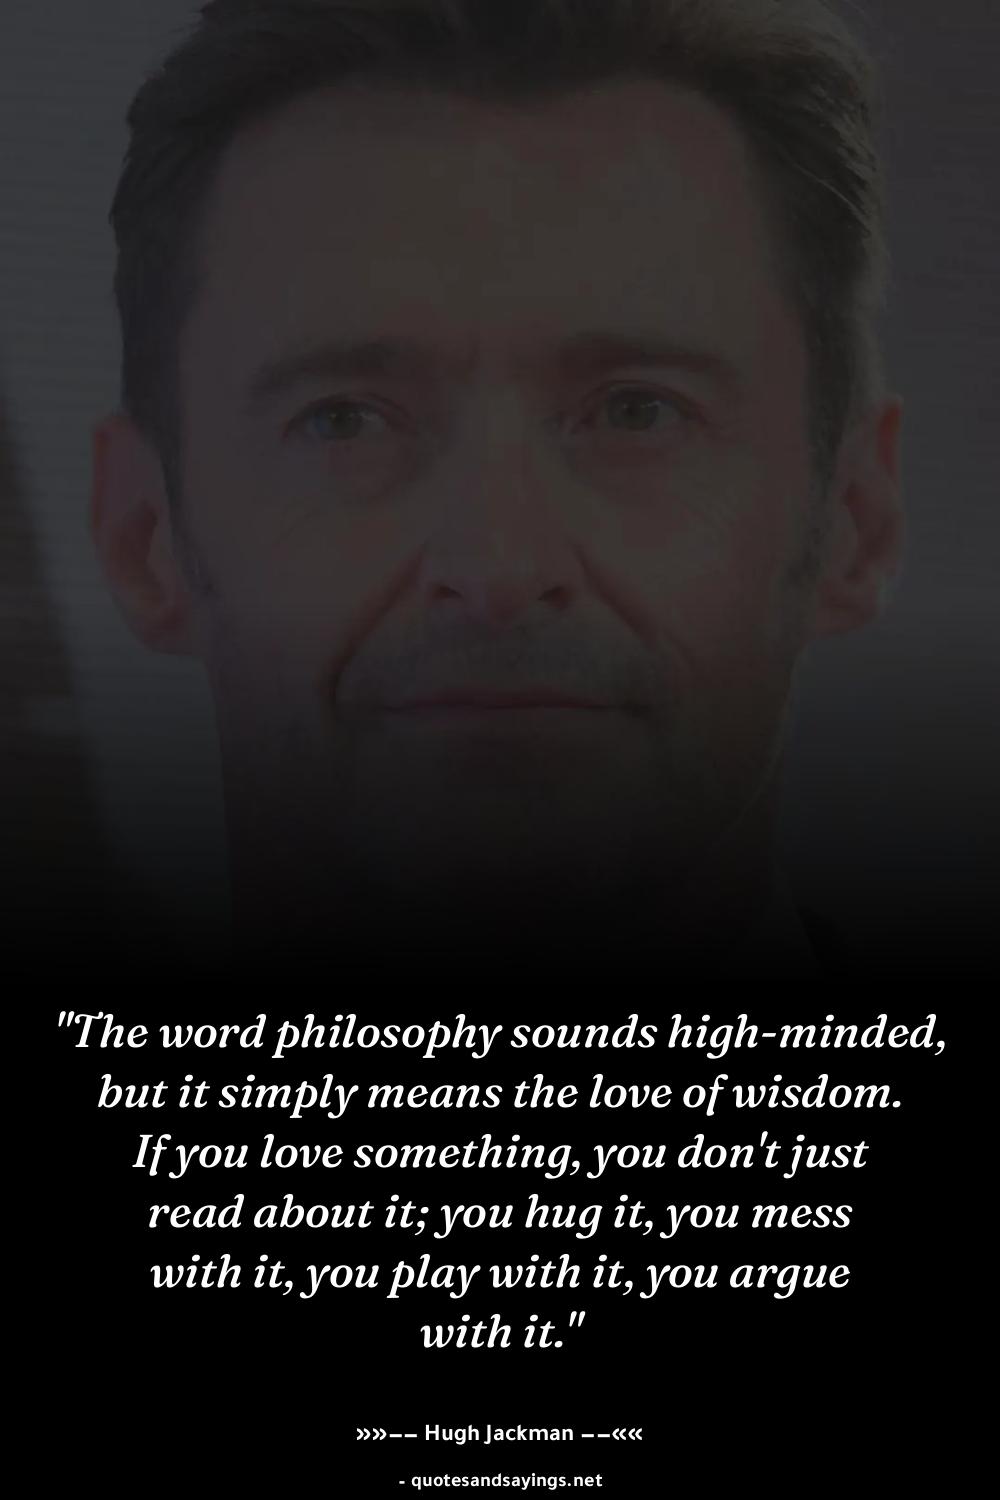 "The word philosophy sounds high-minded,
but it simply means the love of wisdom.
If you love something, you don't just
read about it; you hug it, you mess
with it, you play with it, you argue
with it."
»»–– Hugh Jackman ––««
- quotesandsayings.net